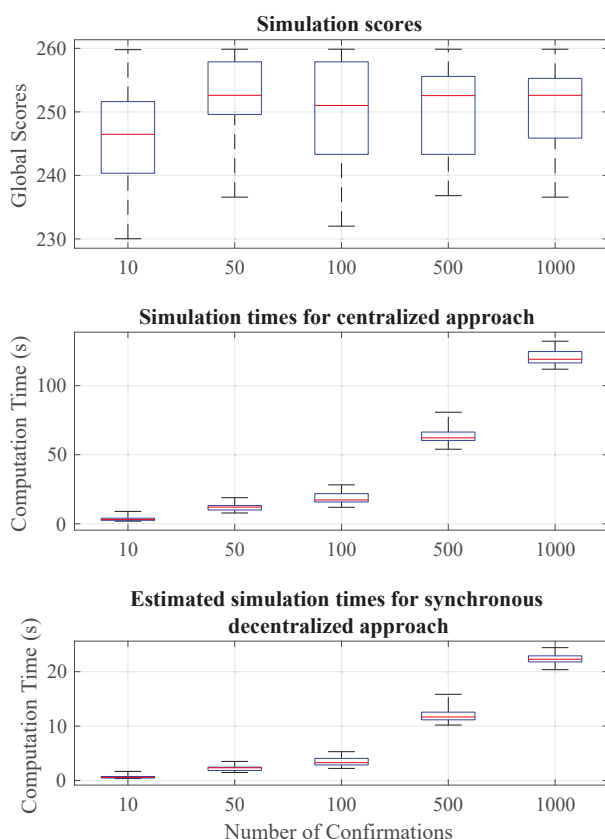 Simulation scores
Global Scores
260
250
240
230
10 50 100 500 1000
Simulation times for centralized approach
Computation Time (s)
100
50
0
10 50 100 500 1000
Estimated simulation times for synchronous
decentralized approach
Computation Time (s)
20
10
0
10 50 100 500 1000
Number of Confirmations